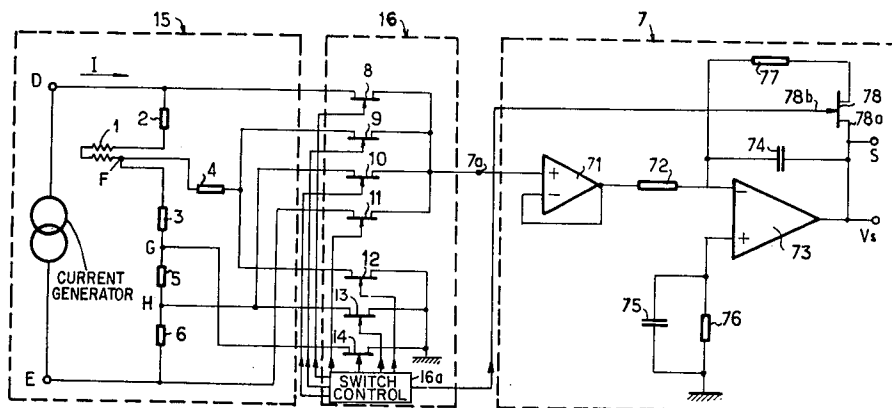 15
16
7
I
D
8
77
78b
78
78a
2
9
1
10
7a
71
72
74
S
F
4
11
3
73
G
12
Vs
CURRENT
GENERATOR
5
H
13
75
76
6
14
E
SWITCH
CONTROL
16a
+
−
−
+